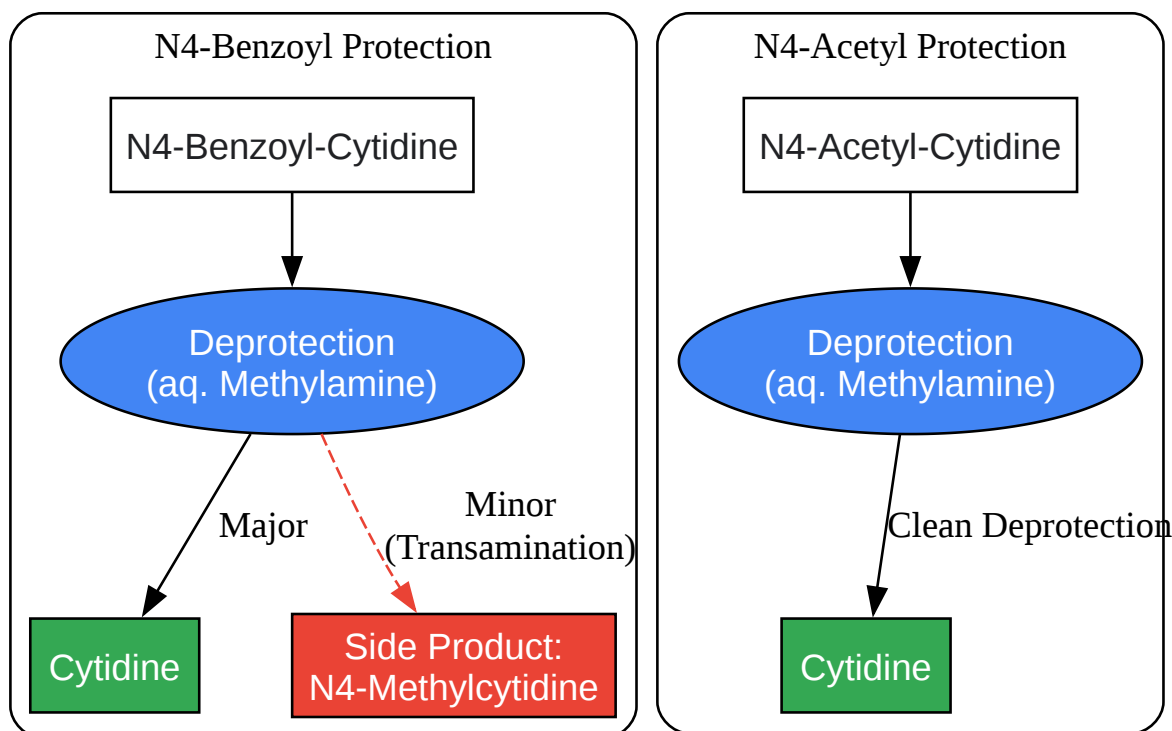 N4-Benzoyl Protection
N4-Benzoyl-Cytidine
Deprotection
(aq. Methylamine)
Major
Minor
(Transamination)
Cytidine
Side Product:
N4-Methylcytidine
N4-Acetyl Protection
N4-Acetyl-Cytidine
Deprotection
(aq. Methylamine)
Clean Deprotection
Cytidine